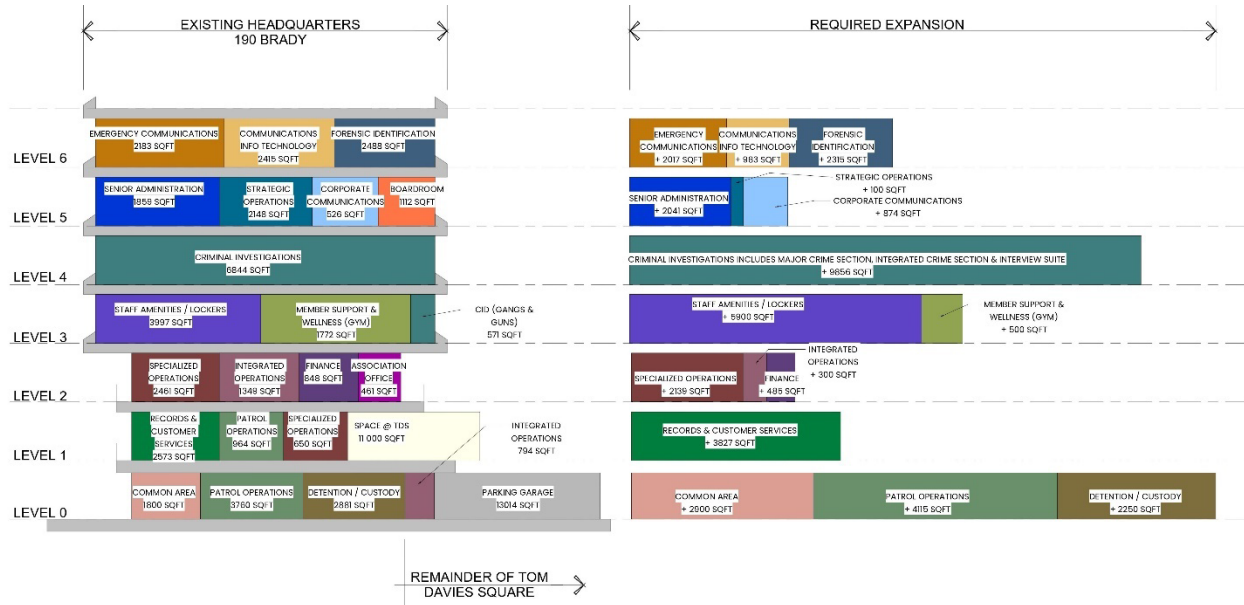 EXISTING HEADQUARTERS
190 BRADY
REQUIRED EXPANSION
LEVEL 6
EMERGENCY COMMUNICATIONS
2183 SQFT
COMMUNICATIONS
INFO TECHNOLOGY
2415 SQFT
FORENSIC IDENTIFICATION
2488 SQFT
EMERGENCY
COMMUNICATIONS
+ 2017 SQFT
COMMUNICATIONS
INFO TECHNOLOGY
+ 983 SQFT
FORENSIC
IDENTIFICATION
+ 2315 SQFT
LEVEL 5
SENIOR ADMINISTRATION
1859 SQFT
STRATEGIC
OPERATIONS
2148 SQFT
CORPORATE
COMMUNICATIONS
526 SQFT
BOARDROOM
1112 SQFT
SENIOR ADMINISTRATION
+ 2041 SQFT
STRATEGIC OPERATIONS
+ 100 SQFT
CORPORATE COMMUNICATIONS
+ 874 SQFT
LEVEL 4
CRIMINAL INVESTIGATIONS
6844 SQFT
CRIMINAL INVESTIGATIONS INCLUDES MAJOR CRIME SECTION, INTEGRATED CRIME SECTION & INTERVIEW SUITE
+ 9856 SQFT
LEVEL 3
STAFF AMENITIES / LOCKERS
3997 SQFT
MEMBER SUPPORT &
WELLNESS (GYM)
1772 SQFT
CID (GANGS &
GUNS)
571 SQFT
STAFF AMENITIES / LOCKERS
+ 5900 SQFT
MEMBER SUPPORT &
WELLNESS (GYM)
+ 500 SQFT
LEVEL 2
SPECIALIZED
OPERATIONS
2461 SQFT
INTEGRATED
OPERATIONS
1349 SQFT
FINANCE
848 SQFT
ASSOCIATION
OFFICE
461 SQFT
SPECIALIZED OPERATIONS
+ 2139 SQFT
INTEGRATED
OPERATIONS
+ 300 SQFT
FINANCE
+ 485 SQFT
LEVEL 1
RECORDS &
CUSTOMER
SERVICES
2573 SQFT
PATROL
OPERATIONS
964 SQFT
SPECIALIZED
OPERATIONS
650 SQFT
SPACE @ TDS
11 000 SQFT
INTEGRATED
OPERATIONS
794 SQFT
RECORDS & CUSTOMER SERVICES
+ 3827 SQFT
LEVEL 0
COMMON AREA
1800 SQFT
PATROL OPERATIONS
3760 SQFT
DETENTION / CUSTODY
2881 SQFT
PARKING GARAGE
13014 SQFT
COMMON AREA
+ 2900 SQFT
PATROL OPERATIONS
+ 4115 SQFT
DETENTION / CUSTODY
+ 2250 SQFT
REMAINDER OF TOM
DAVIES SQUARE